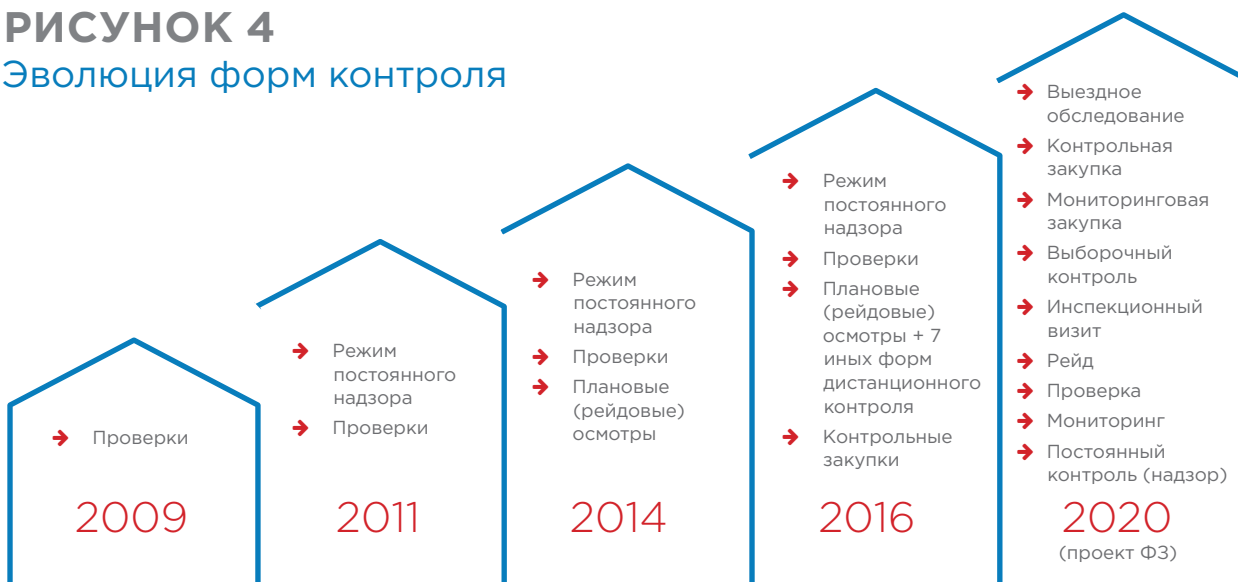 РИСУНОК 4
Эволюция форм контроля
Проверки
2009
Режим
постоянного
надзора
Проверки
2011
Режим
постоянного
надзора
Проверки
Плановые
(рейдовые)
осмотры
2014
Режим
постоянного
надзора
Проверки
Плановые
(рейдовые)
осмотры + 7
иных форм
дистанционного
контроля
Контрольные
закупки
2016
Выездное
обследование
Контрольная
закупка
Мониторинговая
закупка
Выборочный
контроль
Инспекционный
визит
Рейд
Проверка
Мониторинг
Постоянный
контроль (надзор)
2020
(проект ФЗ)